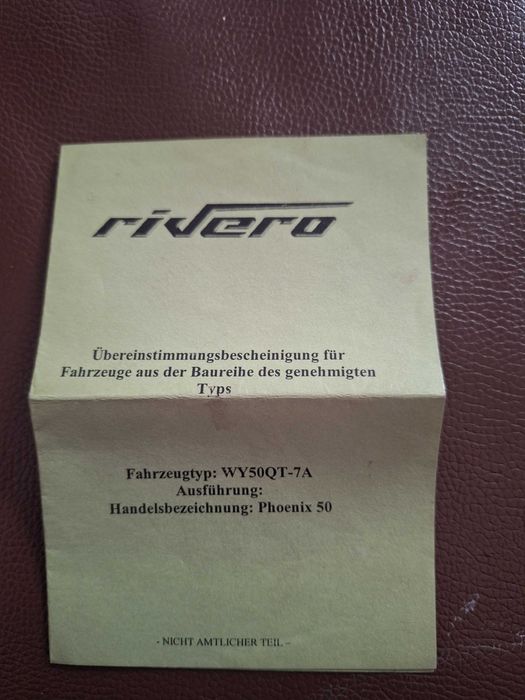 rivero
Übereinstimmungsbescheinigung für
Fahrzeuge aus der Baureihe des genehmigten
Typs
Fahrzeugtyp: WY50QT-7A
Ausführung:
Handelsbezeichnung: Phoenix 50
- NICHT AMTLICHER TEIL –